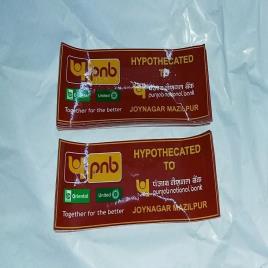 pnb
Oriental
United
Together for the better
HYPOTHECATED
TO
पंजाब नैशनल बैंक
punjab national bank
JOYNAGAR MAZILPUR
pnb
Oriental
United
Together for the better
HYPOTHECATED
TO
पंजाब नैशनल बैंक
punjab national bank
JOYNAGAR MAZILPUR